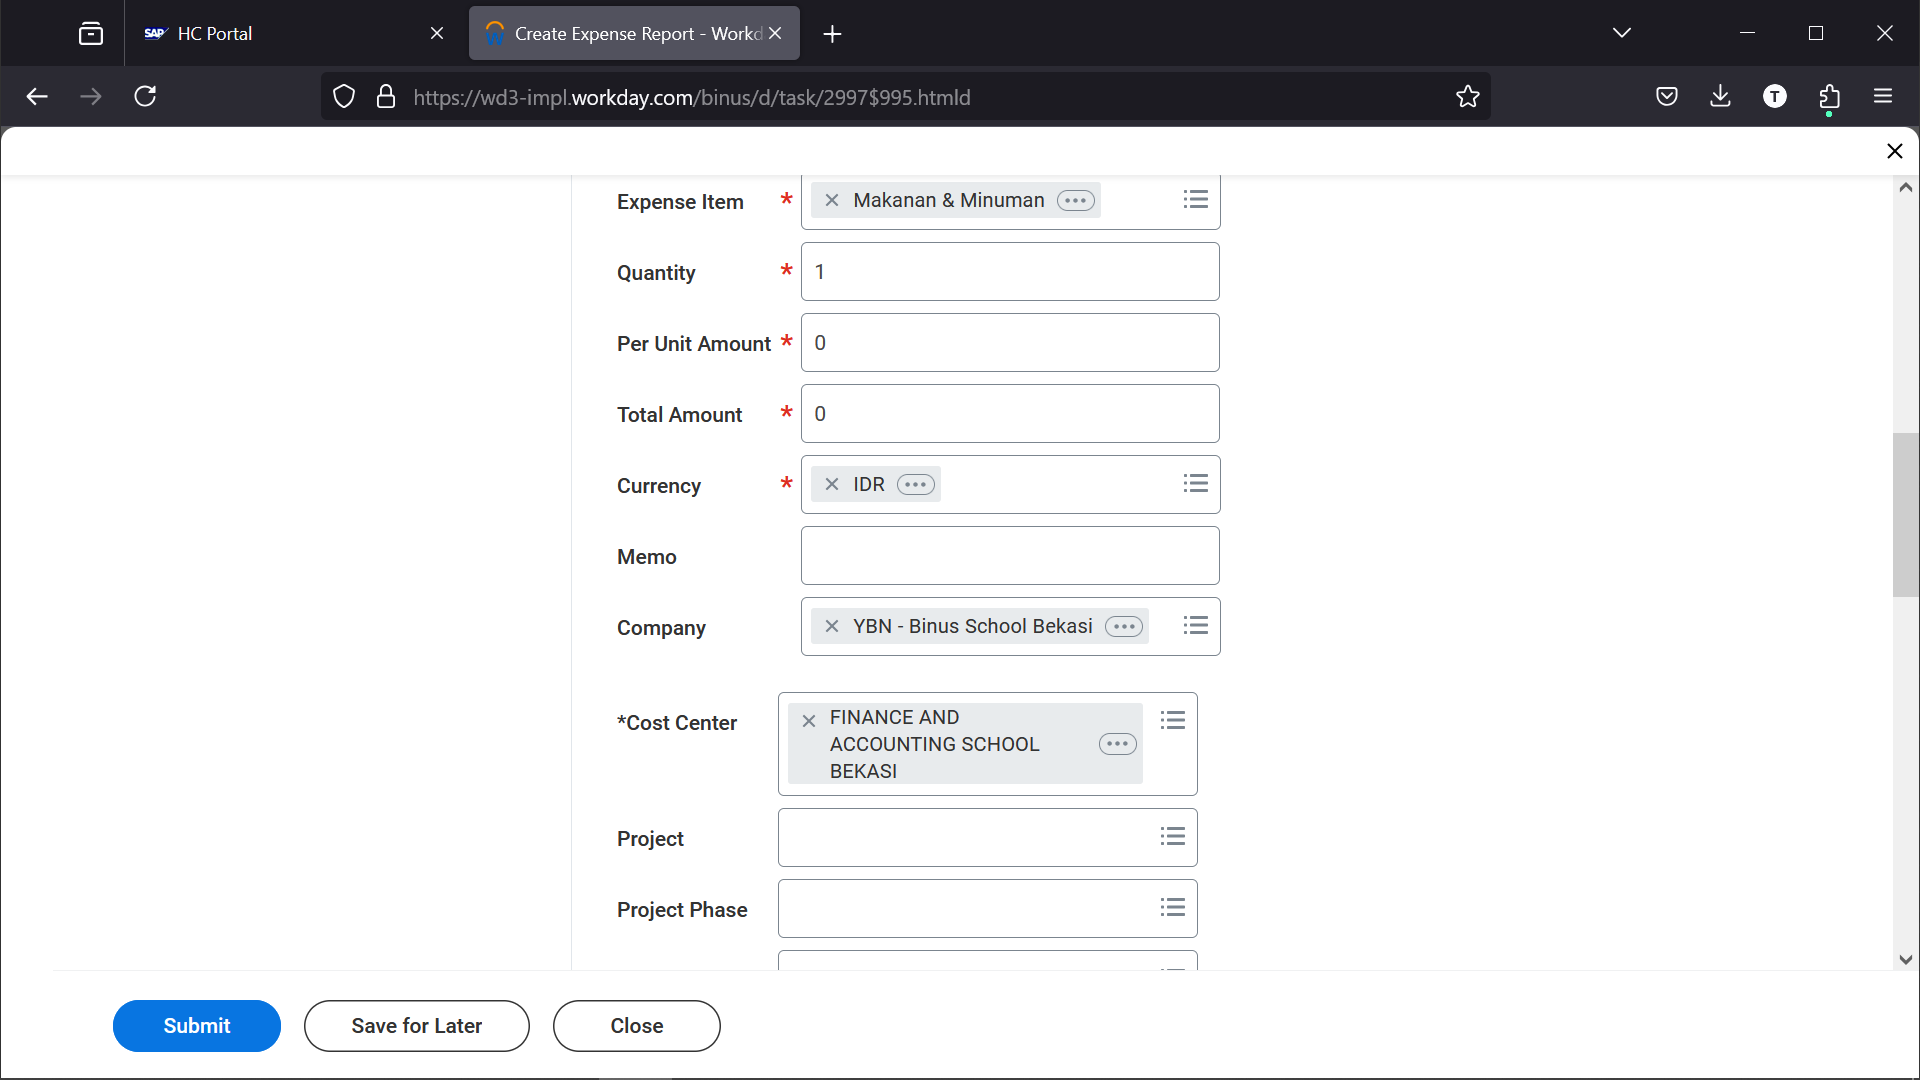 SAP HC Portal
Create Expense Report - Workd
https://wd3-impl.workday.com/binus/d/task/2997$995.htmld
T
Expense Item * Makanan & Minuman
Quantity * 1
Per Unit Amount * 0
Total Amount * 0
Currency * IDR
Memo
Company YBN - Binus School Bekasi
*Cost Center FINANCE AND
ACCOUNTING SCHOOL
BEKASI
Project
Project Phase
Submit Save for Later Close